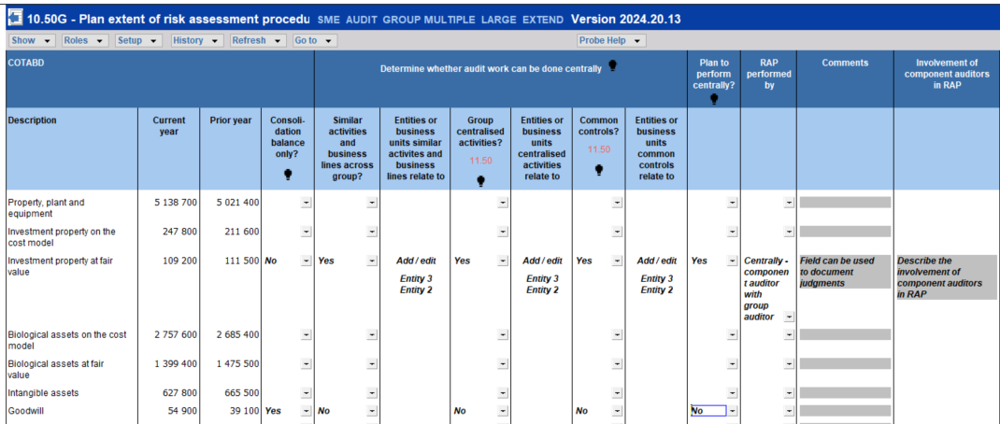 10.50G - Plan extent of risk assessment procedu SME AUDIT GROUP MULTIPLE LARGE EXTEND Version 2024.20.13
Show Roles Setup History Refresh Go to Probe Help
COTABD
Determine whether audit work can be done centrally
Plan to perform centrally?
RAP performed by
Comments
Involvement of component auditors in RAP
Description
Current year
Prior year
Consoli-dation balance only?
Similar activities and business lines across group?
Entities or business units similar activites and business lines relate to
Group centralised activities?
11.50
Entities or business units centralised activities relate to
Common controls?
11.50
Entities or business units common controls relate to
Property, plant and equipment 5 138 700 5 021 400
Investment property on the cost model 247 800 211 600
Investment property at fair value 109 200 111 500 No Yes Add / edit Yes Add / edit Yes Add / edit Yes
Entity 3 Entity 3 Entity 3
Entity 2 Entity 2 Entity 2
Centrally - component auditor with group auditor
Field can be used to document judgments
Describe the involvement of component auditors in RAP
Biological assets on the cost model 2 757 600 2 685 400
Biological assets at fair value 1 399 400 1 475 500
Intangible assets 627 800 665 500
Goodwill 54 900 39 100 Yes No No No No